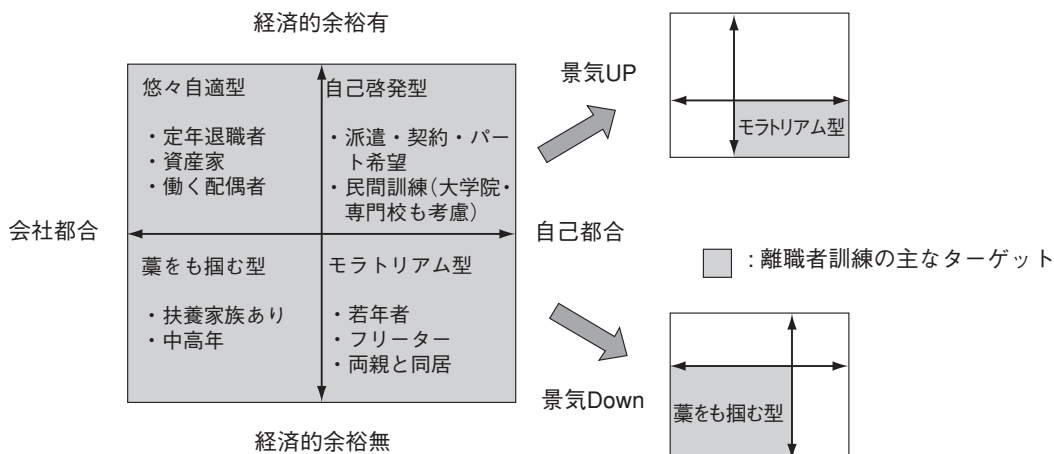 経済的余裕有
悠々自適型
・定年退職者
・資産家
・働く配偶者
自己啓発型
・派遣・契約・パー
ト希望
・民間訓練（大学院・
専門校も考慮）
会社都合
自己都合
藁をも掴む型
・扶養家族あり
・中高年
モラトリアム型
・若年者
・フリーター
・両親と同居
経済的余裕無
景気UP
モラトリアム型
：離職者訓練の主なターゲット
景気Down
藁をも掴む型